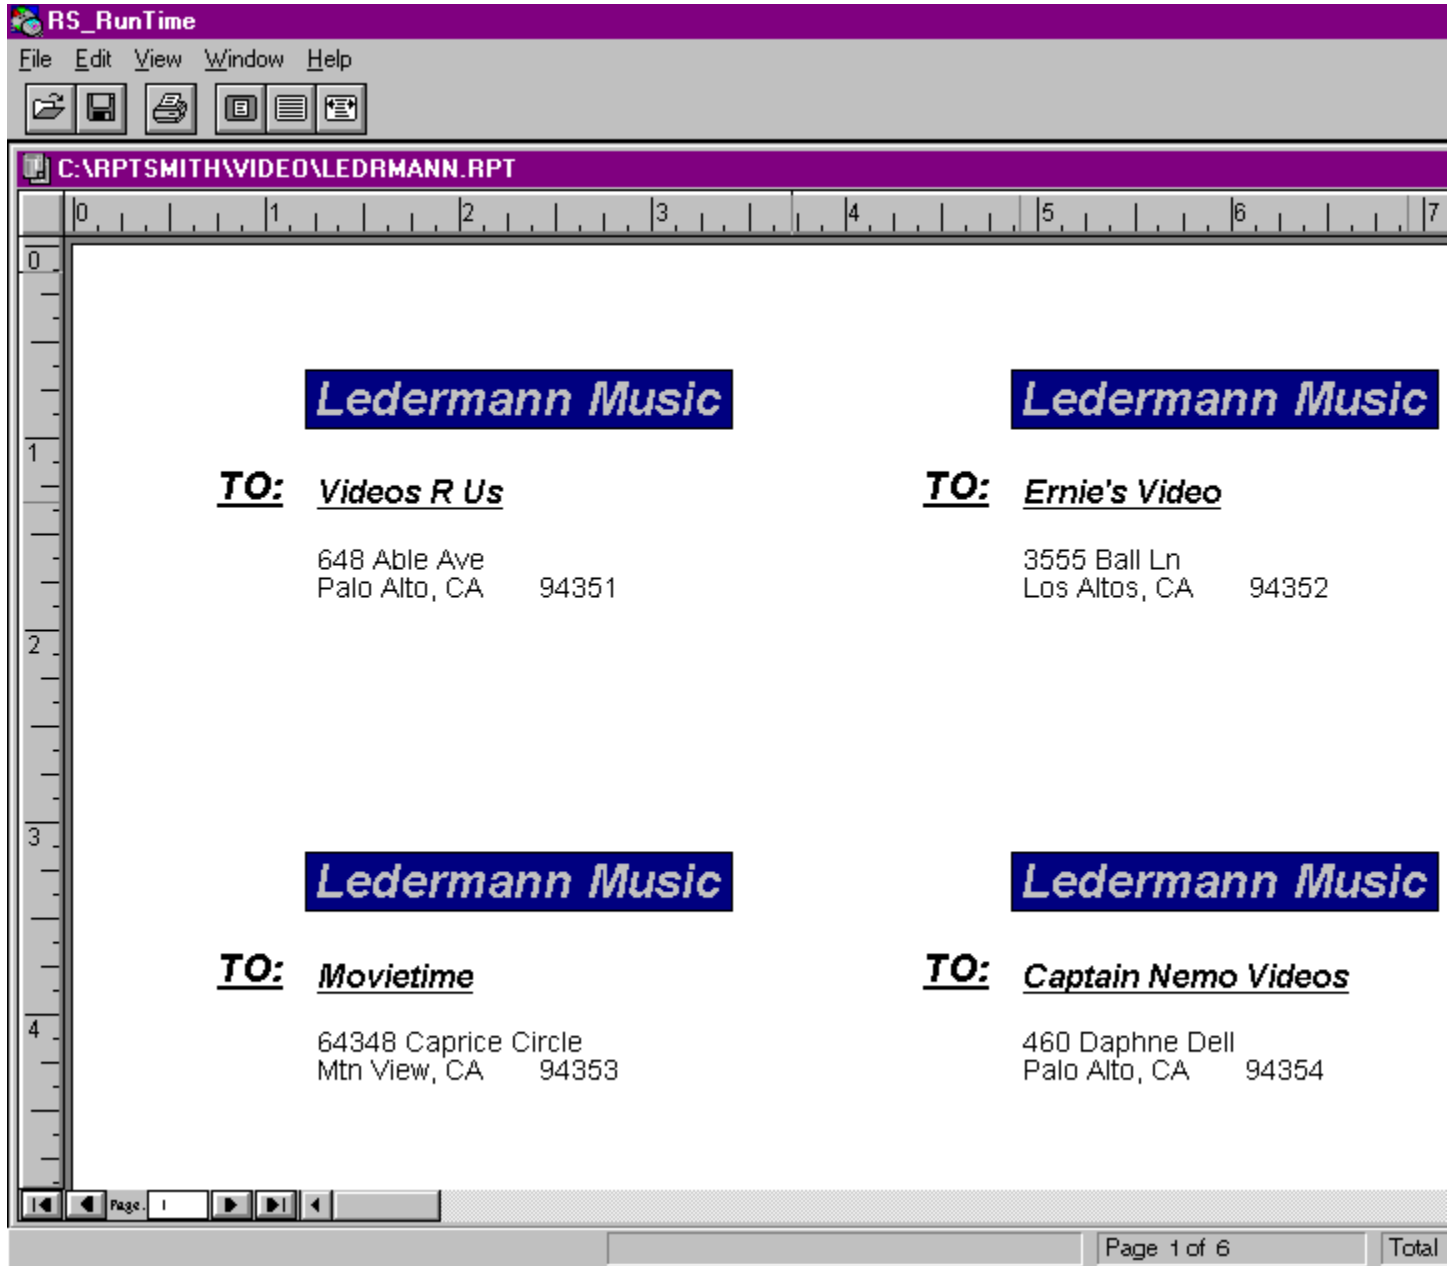 RS_RunTime
File Edit View Window Help
C:\RPTSMITH\VIDEO\LEDRMANN.RPT
0 1 2 3 4 5 6 7
0
Ledermann Music
Ledermann Music
1
TO: Videos R Us
TO: Ernie's Video
648 Able Ave
Palo Alto, CA 94351
3555 Ball Ln
Los Altos, CA 94352
2
3
Ledermann Music
Ledermann Music
TO: Movietime
TO: Captain Nemo Videos
4
64348 Caprice Circle
Mtn View, CA 94353
460 Daphne Dell
Palo Alto, CA 94354
Page. 1
Page 1 of 6
Total